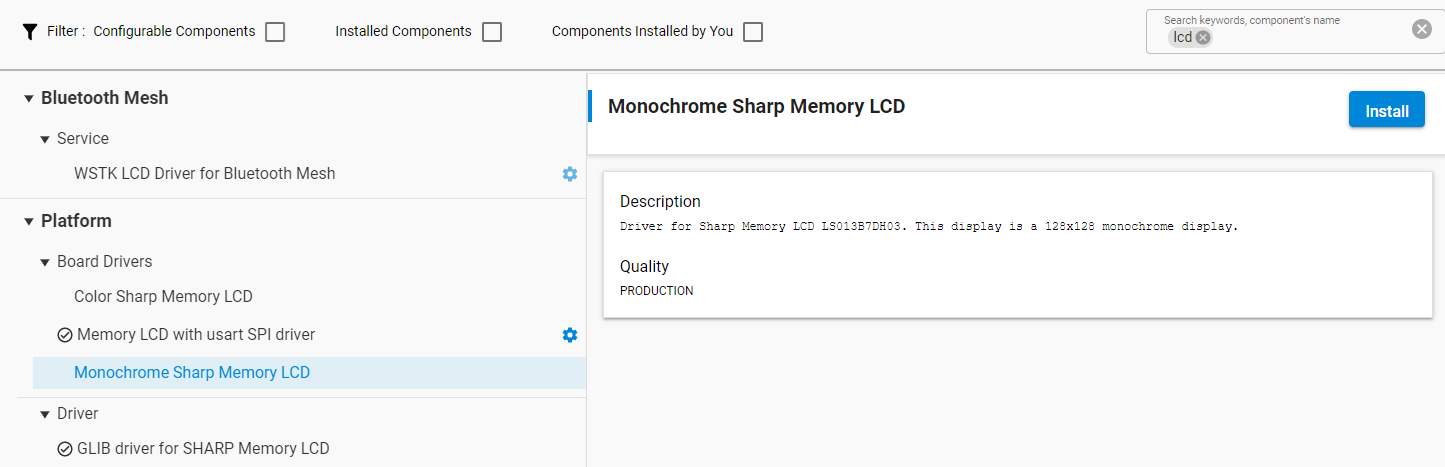 Filter : Configurable Components Installed Components Components Installed by You
Search keywords, component's name
lcd
Bluetooth Mesh
Service
WSTK LCD Driver for Bluetooth Mesh
Platform
Board Drivers
Color Sharp Memory LCD
Memory LCD with usart SPI driver
Monochrome Sharp Memory LCD
Driver
GLIB driver for SHARP Memory LCD
Monochrome Sharp Memory LCD
Install
Description
Driver for Sharp Memory LCD LS013B7DH03. This display is a 128x128 monochrome display.
Quality
PRODUCTION